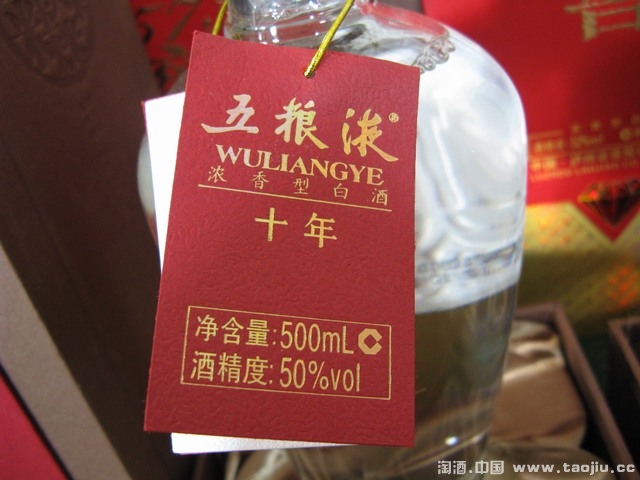 五粮液®
WULIANGYE
浓香型白酒
十年
净含量:500mL
酒精度:50%vol
淘酒.中国 www.taojiu.cc